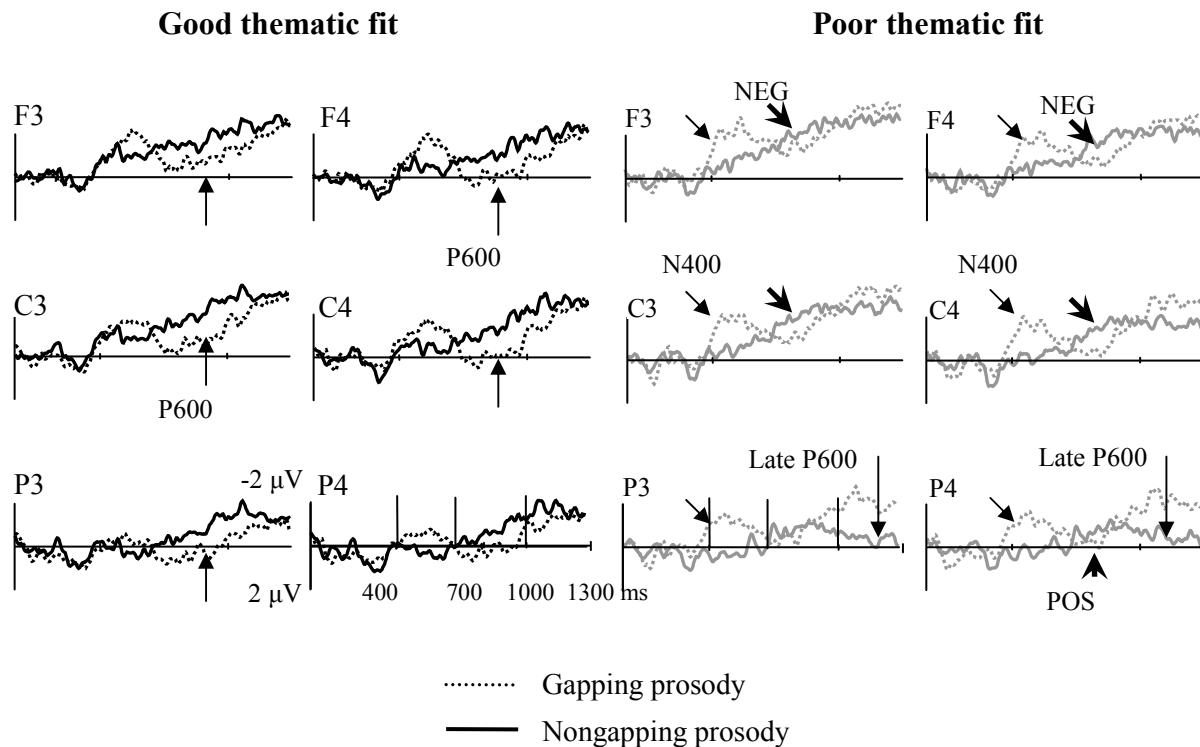 Good thematic fit
Poor thematic fit
F3
F4
P600
C3
C4
P600
P3
-2 μV
2 μV
P4
400 700 1000 1300 ms
F3
NEG
F4
NEG
N400
C3
N400
C4
Late P600
P3
Late P600
P4
POS
Gapping prosody
Nongapping prosody